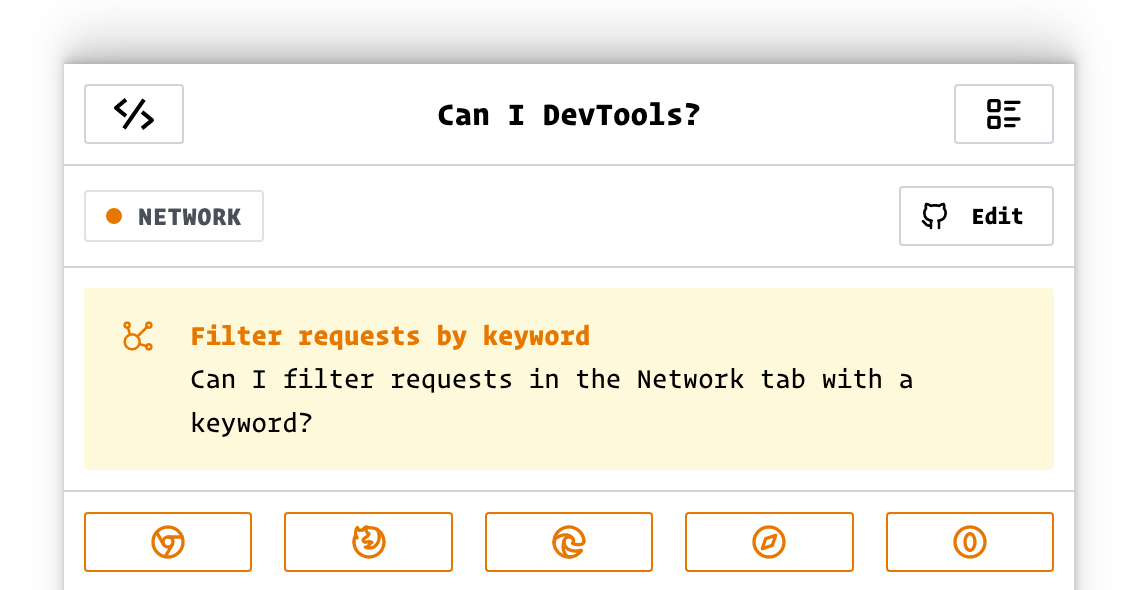 Can I DevTools?
NETWORK
Edit
Filter requests by keyword
Can I filter requests in the Network tab with a
keyword?